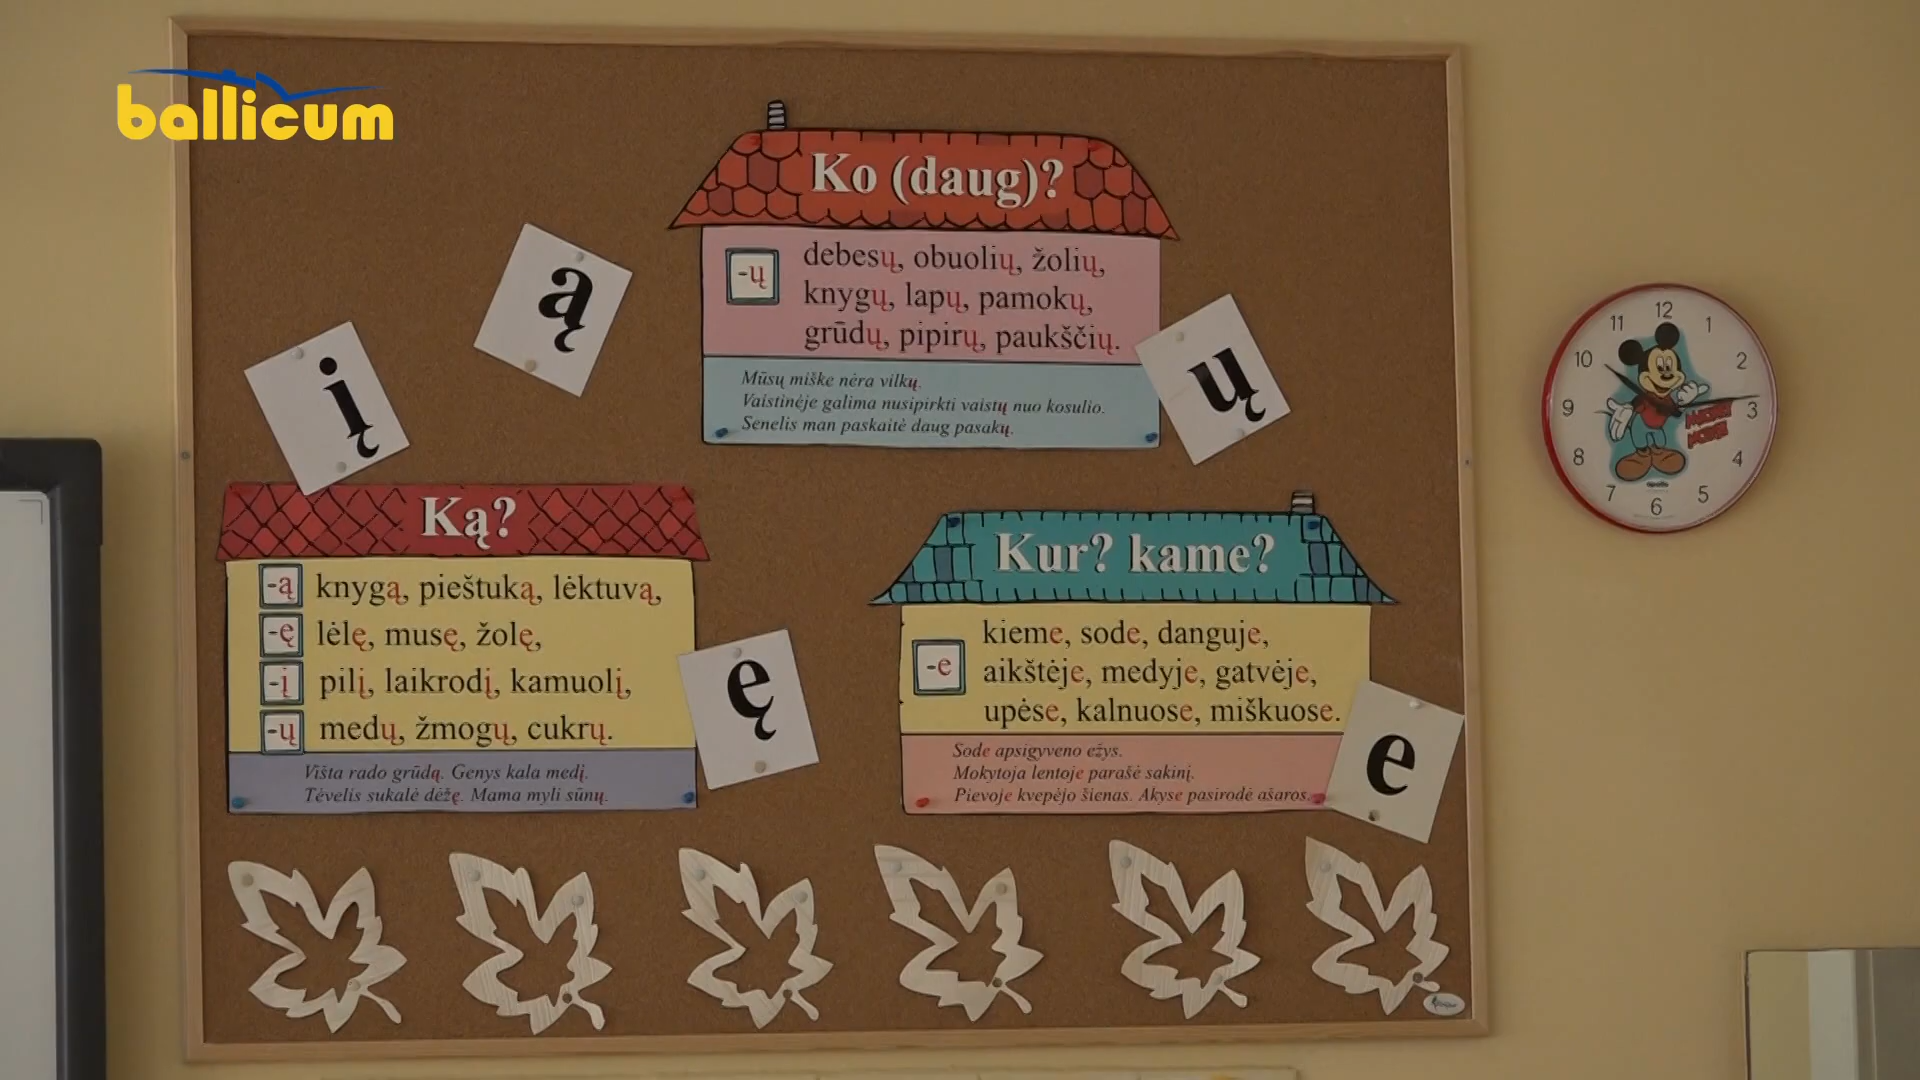 ballicum
Ko (daug)?
-ų
debesų, obuolių, žolių,
knygų, lapų, pamokų,
grūdų, pipirų, paukščių.
Mūsų miške nėra vilkų.
Vaistinėje galima nusipirkti vaistų nuo kosulio.
Senelis man paskaitė daug pasakų.
į
ą
ų
Ką?
-ą knygą, pieštuką, lėktuvą,
-ę lėlę, musę, žolę,
-į pilį, laikrodį, kamuolį,
-ų medų, žmogų, cukrų.
Višta rado grūdą. Genys kala medį.
Tėvelis sukalė dėžę. Mama myli sūnų.
ę
Kur? kame?
-e
kieme, sode, danguje,
aikštėje, medyje, gatvėje,
upėse, kalnuose, miškuose.
Sode apsigyveno ežys.
Mokytoja lentoje parašė sakinį.
Pievoje kvepėjo šienas. Akyse pasirodė ašaros.
e
12
1
2
3
4
5
6
7
8
9
10
11
MICKEY
MOUSE